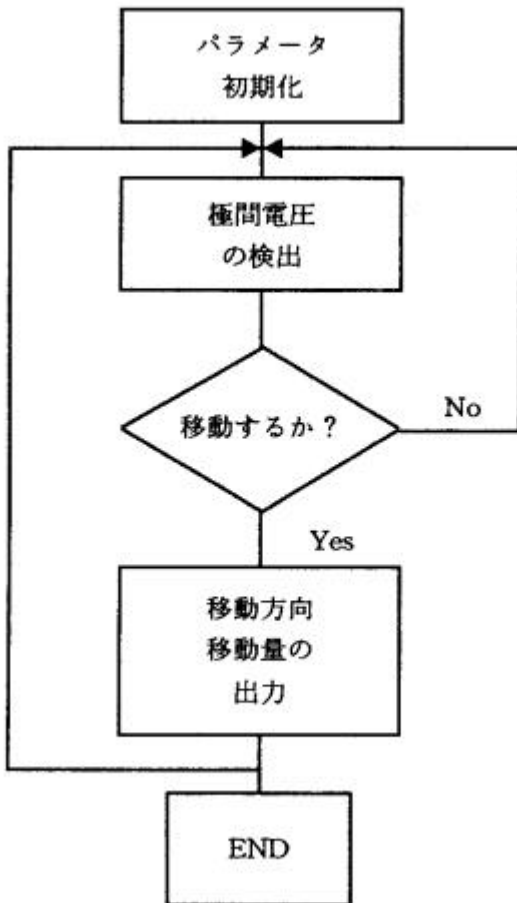 パラメータ
初期化
極間電圧
の検出
移動するか?
No
Yes
移動方向
移動量の
出力
END